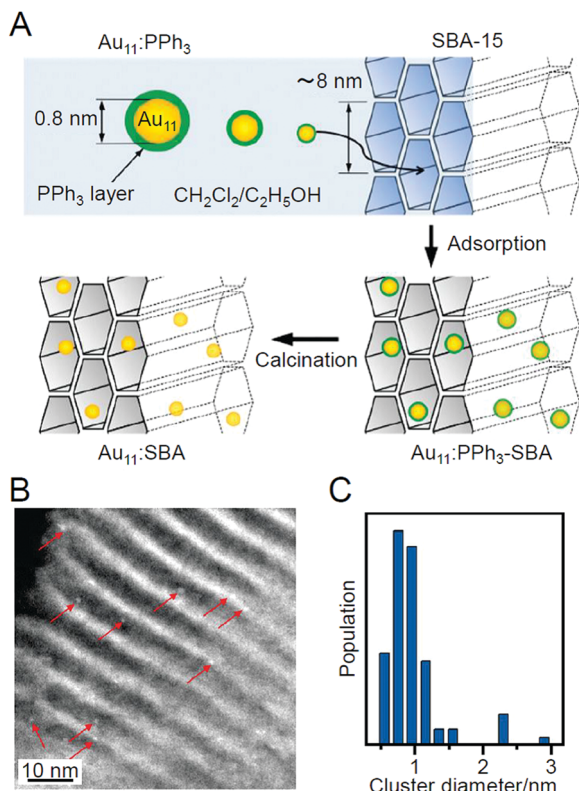 A
Au₁₁:PPh₃
SBA-15
~8 nm
0.8 nm
Au₁₁
PPh₃ layer
CH₂Cl₂/C₂H₅OH
Adsorption
Calcination
Au₁₁:SBA
Au₁₁:PPh₃-SBA
B
10 nm
C
Population
1 2 3
Cluster diameter/nm